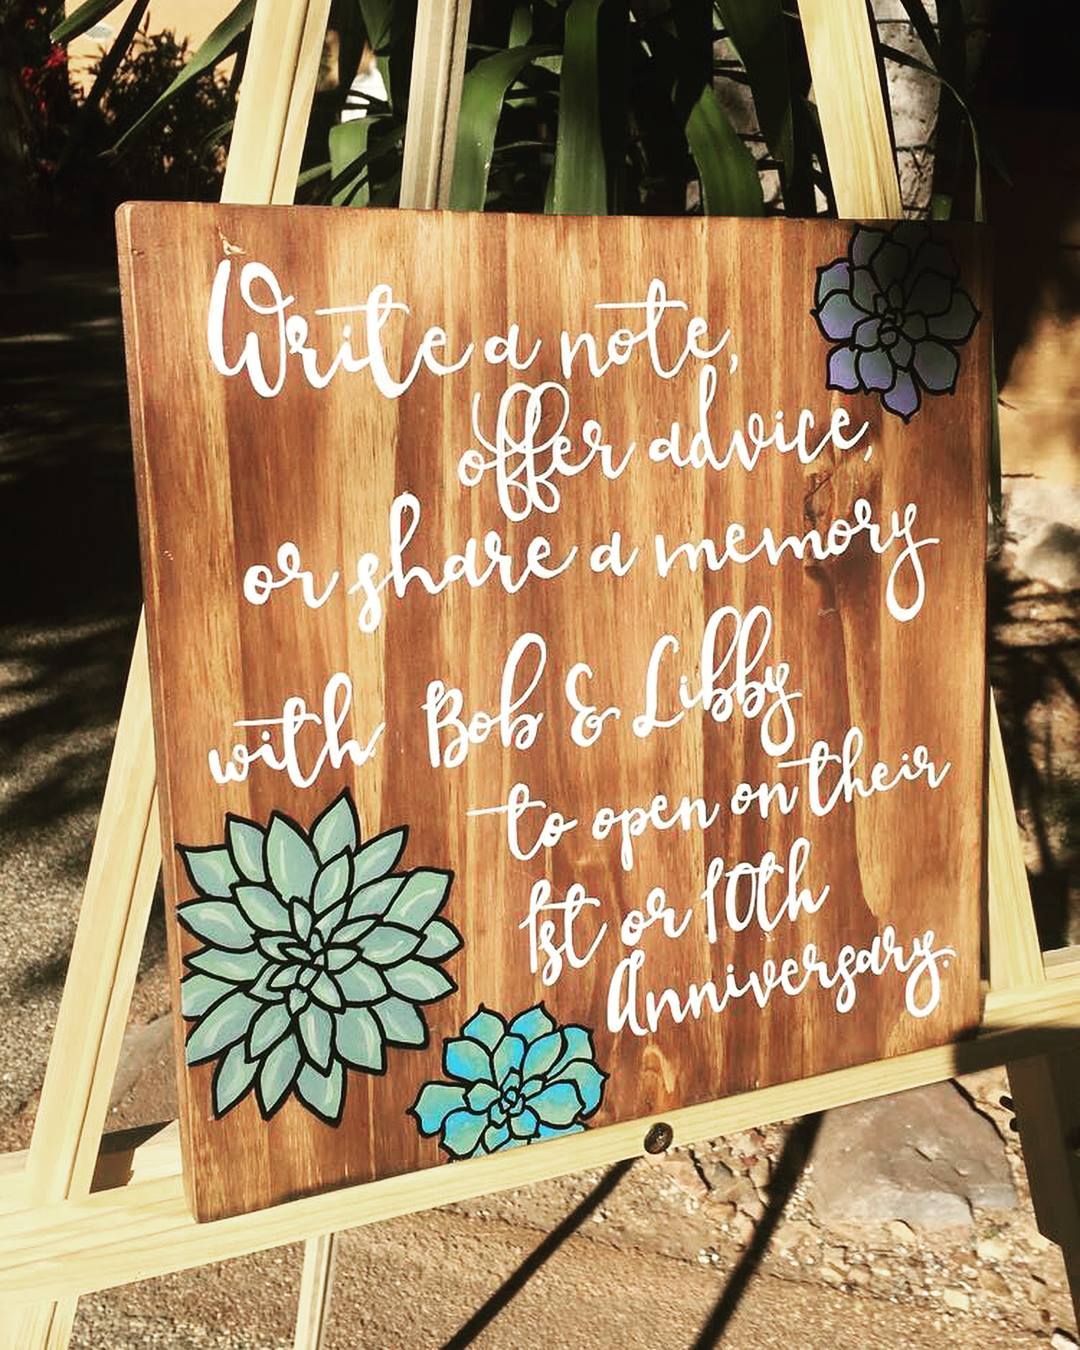 Write a note,
offer advice,
or share a memory
with Bob & Libby
to open on their
1st or 10th
Anniversary.